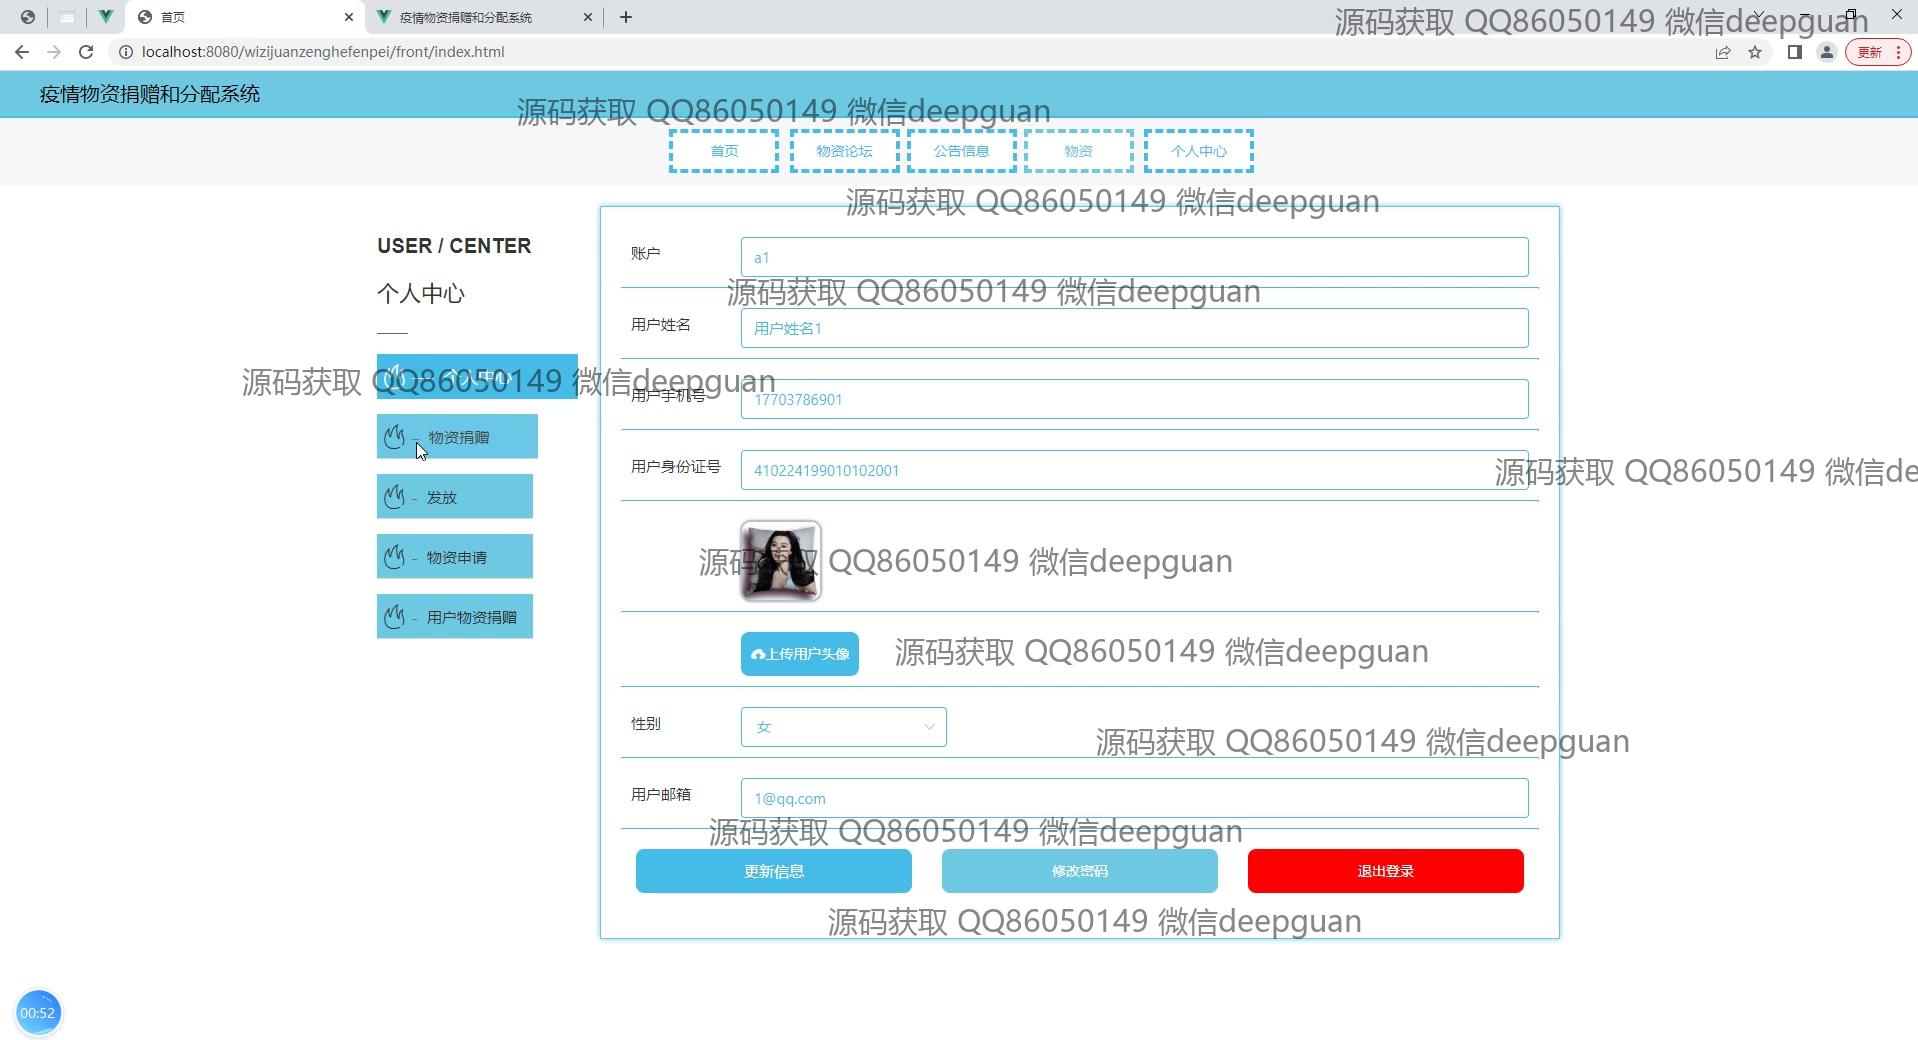 首页
疫情物资捐赠和分配系统
源码获取 QQ86050149 微信deepguan
localhost:8080/wizijuanzenghefenpei/front/index.html
更新
疫情物资捐赠和分配系统
源码获取 QQ86050149 微信deepguan
首页
物资论坛
公告信息
物资
个人中心
源码获取 QQ86050149 微信deepguan
USER / CENTER
个人中心
账户
a1
源码获取 QQ86050149 微信deepguan
用户姓名
用户姓名1
个人中心
源码获取 QQ86050149 微信deepguan
用户手机号
17703786901
- 物资捐赠
用户身份证号
410224199010102001
源码获取 QQ86050149 微信de
- 发放
- 物资申请
源码获取 QQ86050149 微信deepguan
- 用户物资捐赠
上传用户头像
源码获取 QQ86050149 微信deepguan
性别
女
源码获取 QQ86050149 微信deepguan
用户邮箱
1@qq.com
源码获取 QQ86050149 微信deepguan
更新信息
修改密码
退出登录
源码获取 QQ86050149 微信deepguan
00:52